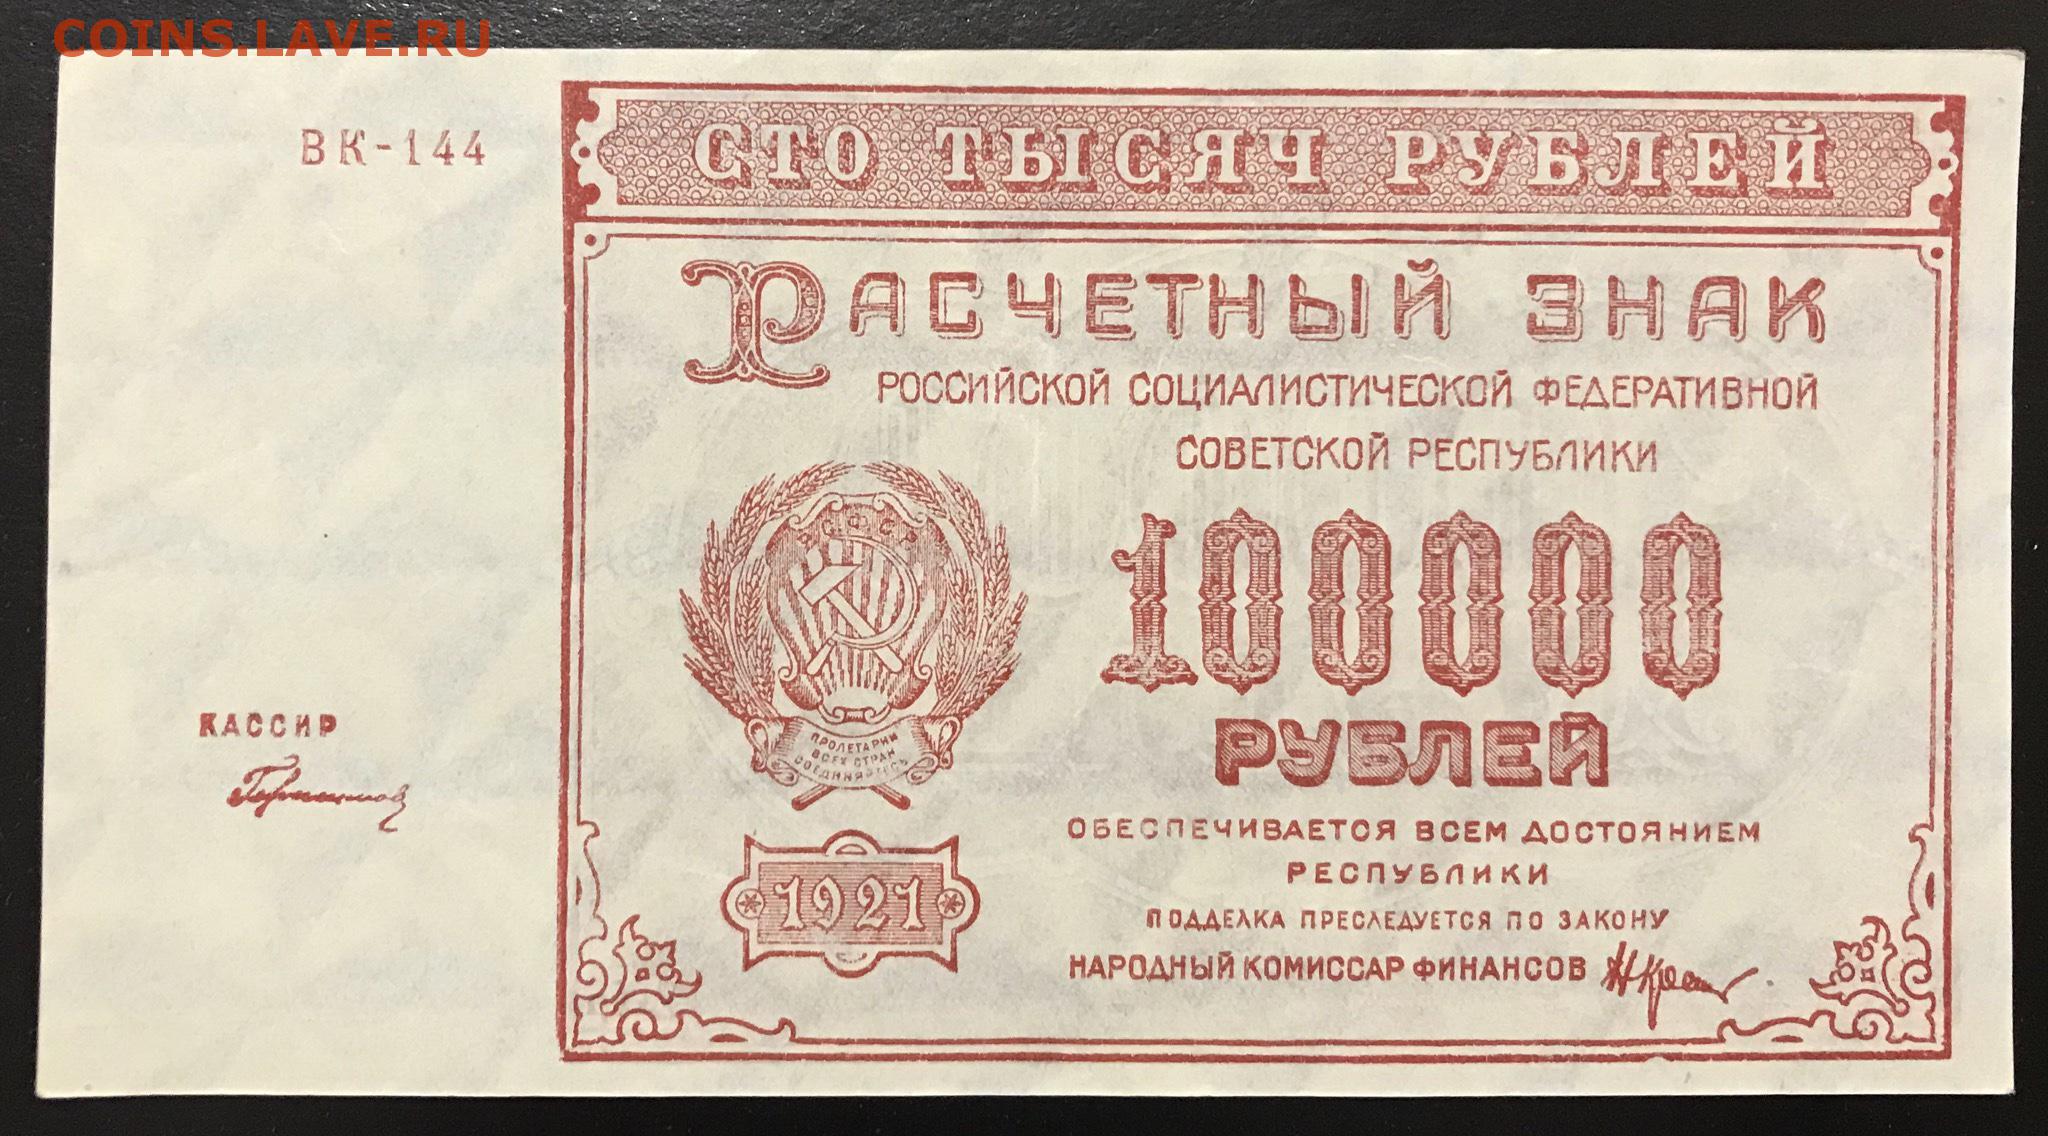 COINS.LAVE.RU
ВК-144
СТО ТЫСЯЧ РУБЛЕЙ
РАСЧЕТНЫЙ ЗНАК
РОССИЙСКОЙ СОЦИАЛИСТИЧЕСКОЙ ФЕДЕРАТИВНОЙ
СОВЕТСКОЙ РЕСПУБЛИКИ
Р.С.Ф.С.Р.
100000
РУБЛЕЙ
ПРОЛЕТАРИИ
ВСЕХ СТРАН
СОЕДИНЯЙТЕСЬ
КАССИР
1921
ОБЕСПЕЧИВАЕТСЯ ВСЕМ ДОСТОЯНИЕМ
РЕСПУБЛИКИ
ПОДДЕЛКА ПРЕСЛЕДУЕТСЯ ПО ЗАКОНУ
НАРОДНЫЙ КОМИССАР ФИНАНСОВ